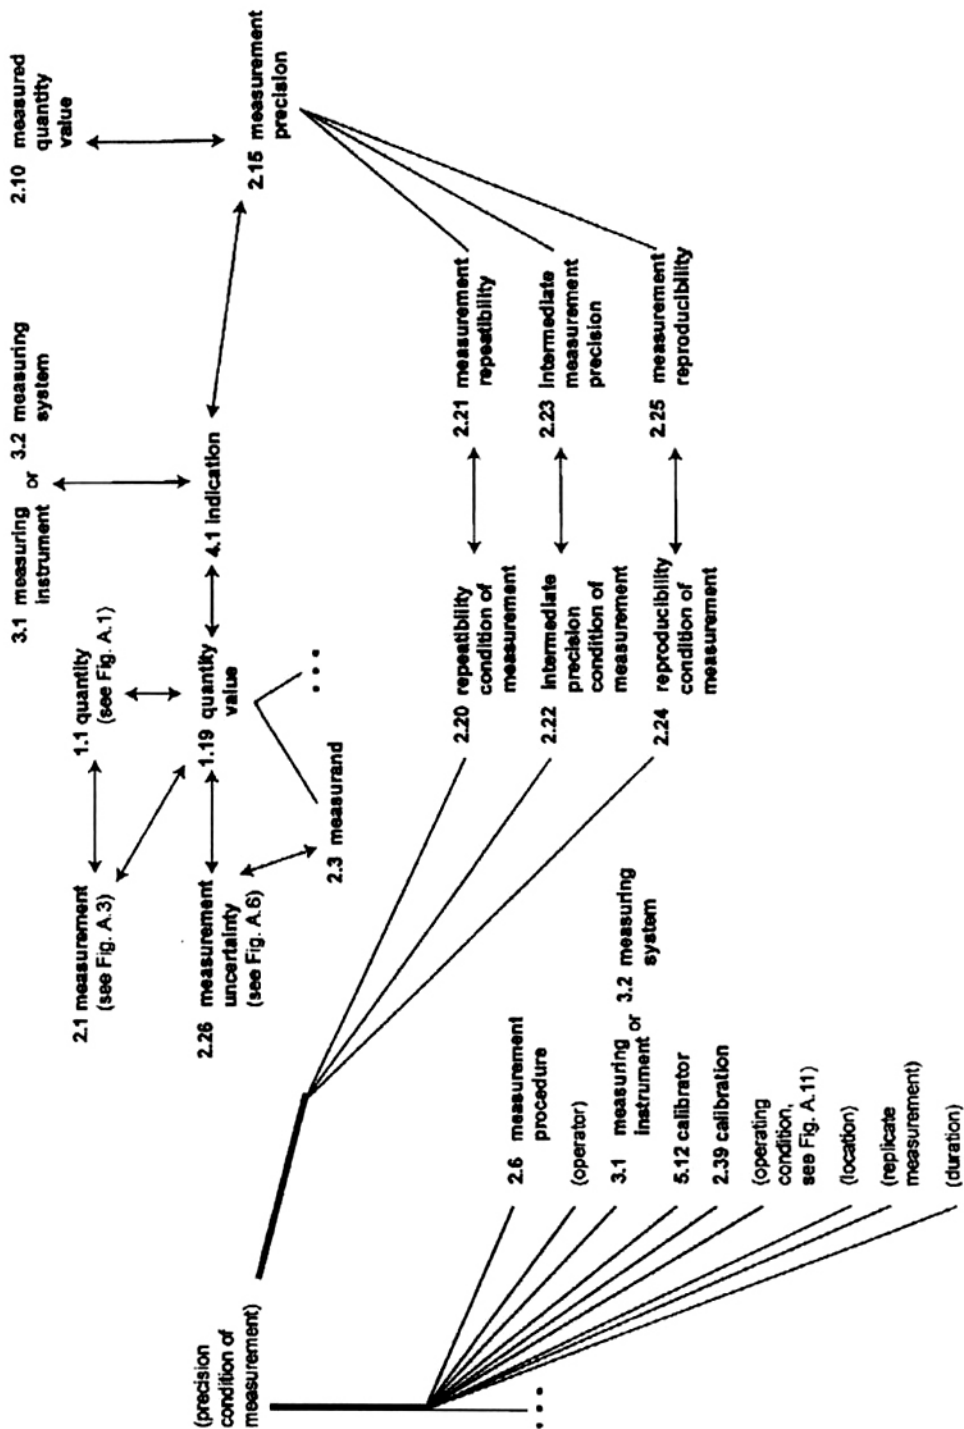 2.1 measurement
(see Fig. A.3)
1.1 quantity
(see Fig. A.1)
3.1 measuring
instrument
or
3.2 measuring
system
2.10 measured
quantity
value
(precision
condition of
measurement)
2.26 measurement
uncertainty
(see Fig. A.6)
1.19 quantity
value
4.1 indication
2.15 measurement
precision
2.3 measurand
...
2.20 repeatibility
condition of
measurement
2.21 measurement
repeatibility
2.22 intermediate
precision
condition of
measurement
2.23 intermediate
measurement
precision
2.24 reproducibility
condition of
measurement
2.25 measurement
reproducibility
2.6 measurement
procedure
(operator)
3.1 measuring
instrument
or
3.2 measuring
system
5.12 calibrator
2.39 calibration
(operating
condition,
see Fig. A.11)
(location)
(replicate
measurement)
(duration)
...